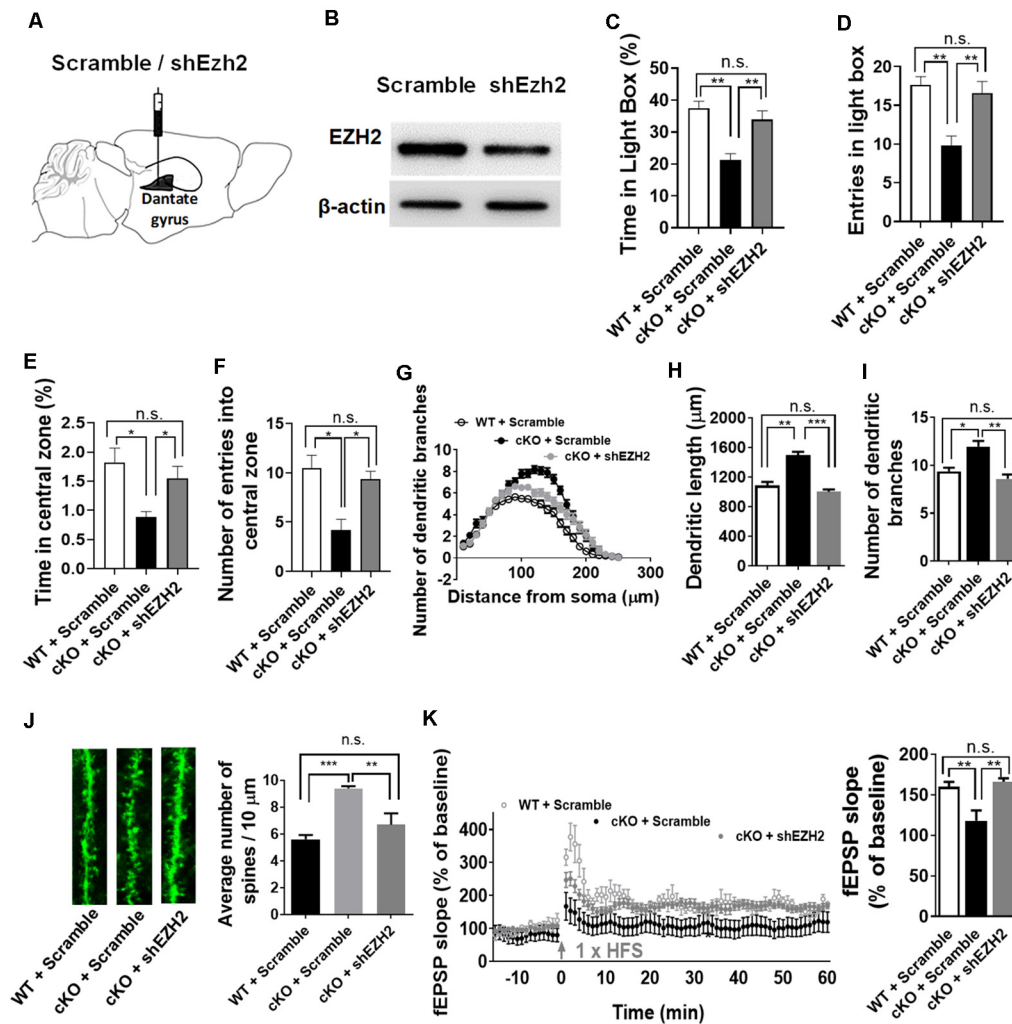 A
Scramble / shEzh2
Dantate
gyrus
B
Scramble shEzh2
EZH2
β-actin
C
Time in Light Box (%)
50
40
30
20
10
0
n.s.
** **
WT + Scramble
cKO + Scramble
cKO + shEZH2
D
Entries in light box
20
15
10
5
0
n.s.
** **
WT + Scramble
cKO + Scramble
cKO + shEZH2
E
Time in central zone (%)
2.5
2.0
1.5
1.0
0.5
0.0
n.s.
* *
WT + Scramble
cKO + Scramble
cKO + shEZH2
F
Number of entries into
central zone
15
10
5
0
n.s.
* *
WT + Scramble
cKO + Scramble
cKO + shEZH2
G
WT + Scramble
cKO + Scramble
cKO + shEZH2
Number of dendritic branches
10
8
6
4
2
0
-2
100 200 300
Distance from soma (μm)
H
Dendritic length (μm)
2000
1600
1200
800
400
0
n.s.
** ***
WT + Scramble
cKO + Scramble
cKO + shEZH2
I
Number of dendritic
branches
15
10
5
0
n.s.
* **
WT + Scramble
cKO + Scramble
cKO + shEZH2
J
WT + Scramble
cKO + Scramble
cKO + shEZH2
Average number of
spines / 10 μm
10
8
6
4
2
0
n.s.
*** **
WT + Scramble
cKO + Scramble
cKO + shEZH2
K
WT + Scramble
cKO + Scramble
cKO + shEZH2
fEPSP slope (% of baseline)
400
300
200
100
0
1 x HFS
-10 0 10 20 30 40 50 60
Time (min)
fEPSP slope
(% of baseline)
200
150
100
50
0
n.s.
** **
WT + Scramble
cKO + Scramble
cKO + shEZH2